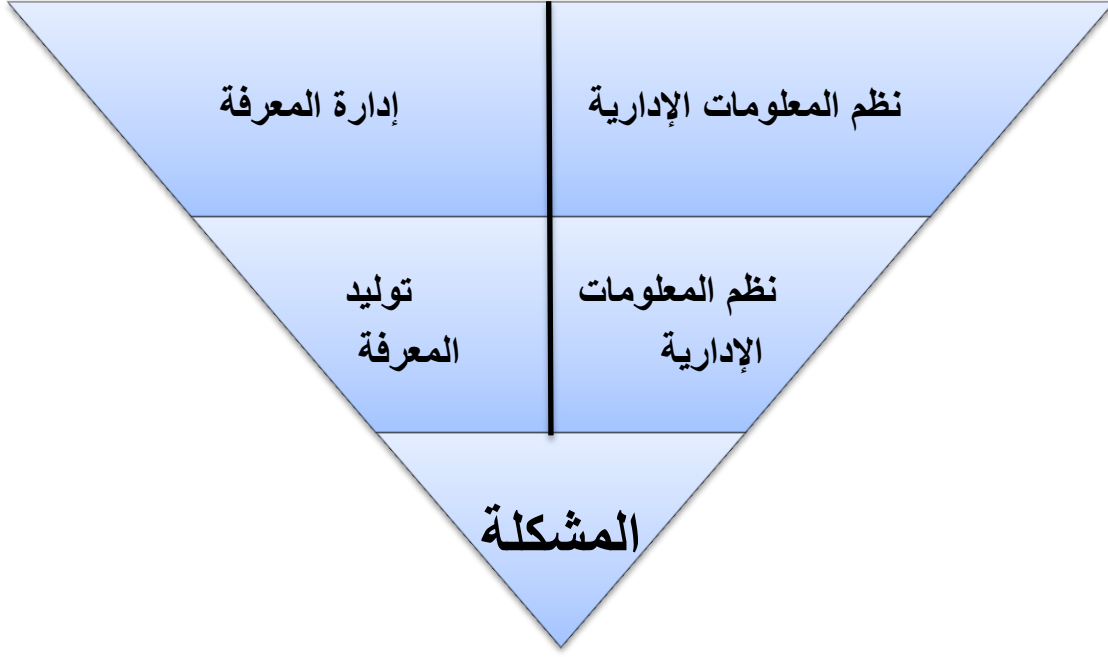 نظم المعلومات الإدارية
إدارة المعرفة
نظم المعلومات
الإدارية
توليد
المعرفة
المشكلة